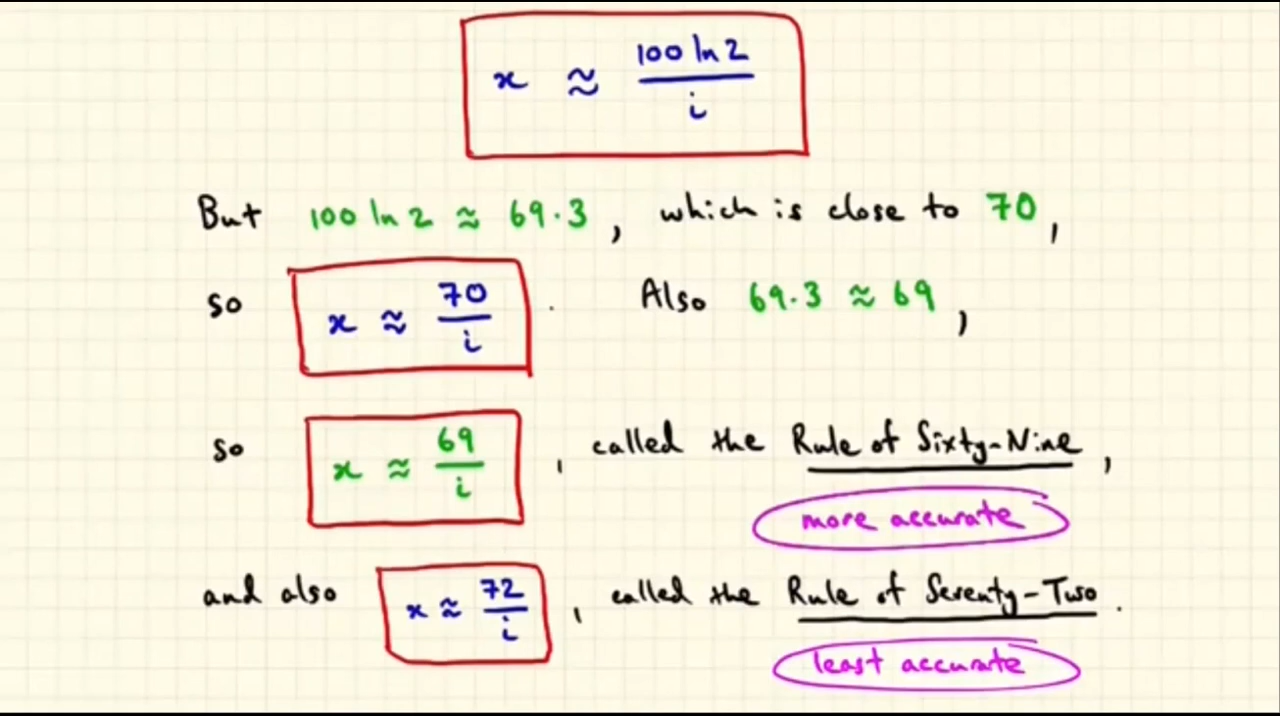 x ≈ 100 ln 2 / i
But 100 ln 2 ≈ 69.3, which is close to 70,
so x ≈ 70 / i . Also 69.3 ≈ 69,
so x ≈ 69 / i , called the Rule of Sixty-Nine,
more accurate
and also x ≈ 72 / i , called the Rule of Seventy-Two.
least accurate